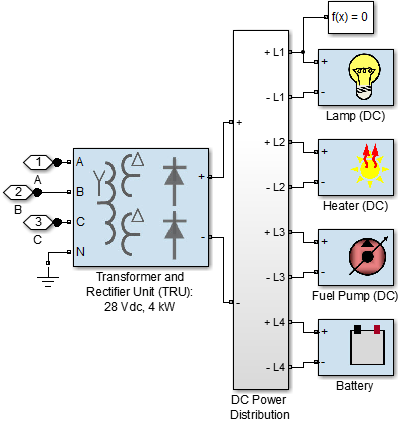 f(x) = 0
+ L1
- L1
Lamp (DC)
+
-
1
A
2
B
3
C
A
B
C
N
Y
Δ
Δ
+
-
Transformer and
Rectifier Unit (TRU):
28 Vdc, 4 kW
+
-
+ L2
- L2
+
-
Heater (DC)
+ L3
- L3
+
-
Fuel Pump (DC)
+ L4
- L4
+
-
Battery
DC Power
Distribution